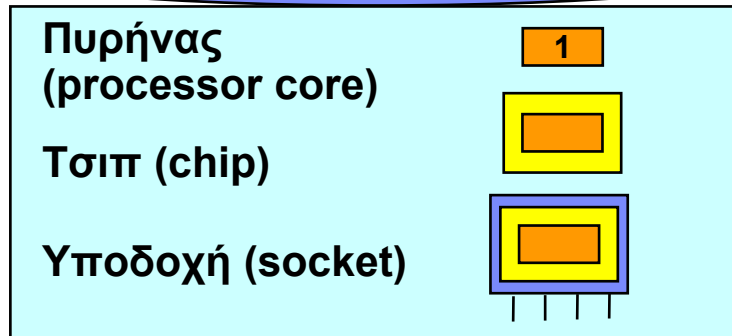 Πυρήνας
(processor core)
1
Τσιπ (chip)
Υποδοχή (socket)